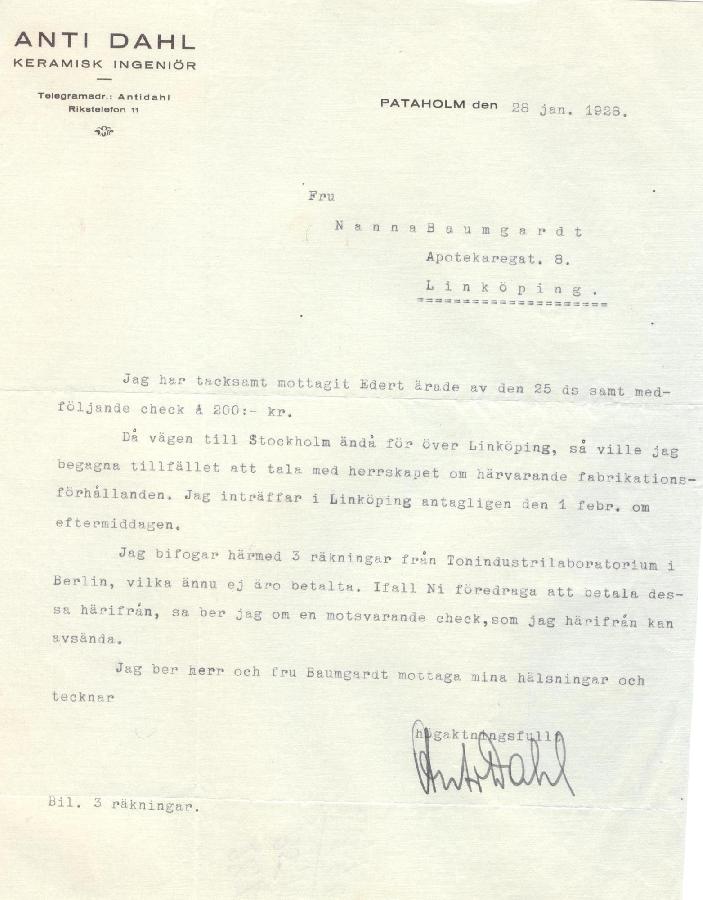 ANTI DAHL
KERAMISK INGENIÖR
Telegramadr.: Antidahl
Rikstelefon 11
PATAHOLM den 28 jan. 1928.
Fru
Nanna Baumgardt
Apotekaregat. 8.
Linköping.
Jag har tacksamt mottagit Edert ärade av den 25 ds samt med-
följande check å 200:- kr.
Då vägen till Stockholm ändå för över Linköping, så ville jag
begagna tillfället att tala med herrskapet om härvarande fabrikations-
förhållanden. Jag inträffar i Linköping antagligen den 1 febr. om
eftermiddagen.
Jag bifogar härmed 3 räkningar från Tonindustrilaboratorium i
Berlin, vilka ännu ej äro betalta. Ifall Ni föredraga att betala des-
sa härifrån, sa ber jag om en motsvarande check,som jag härifrån kan
avsända.
Jag ber herr och fru Baumgardt mottaga mina hälsningar och
tecknar
högaktningsfullt
Anti Dahl
Bil. 3 räkningar.